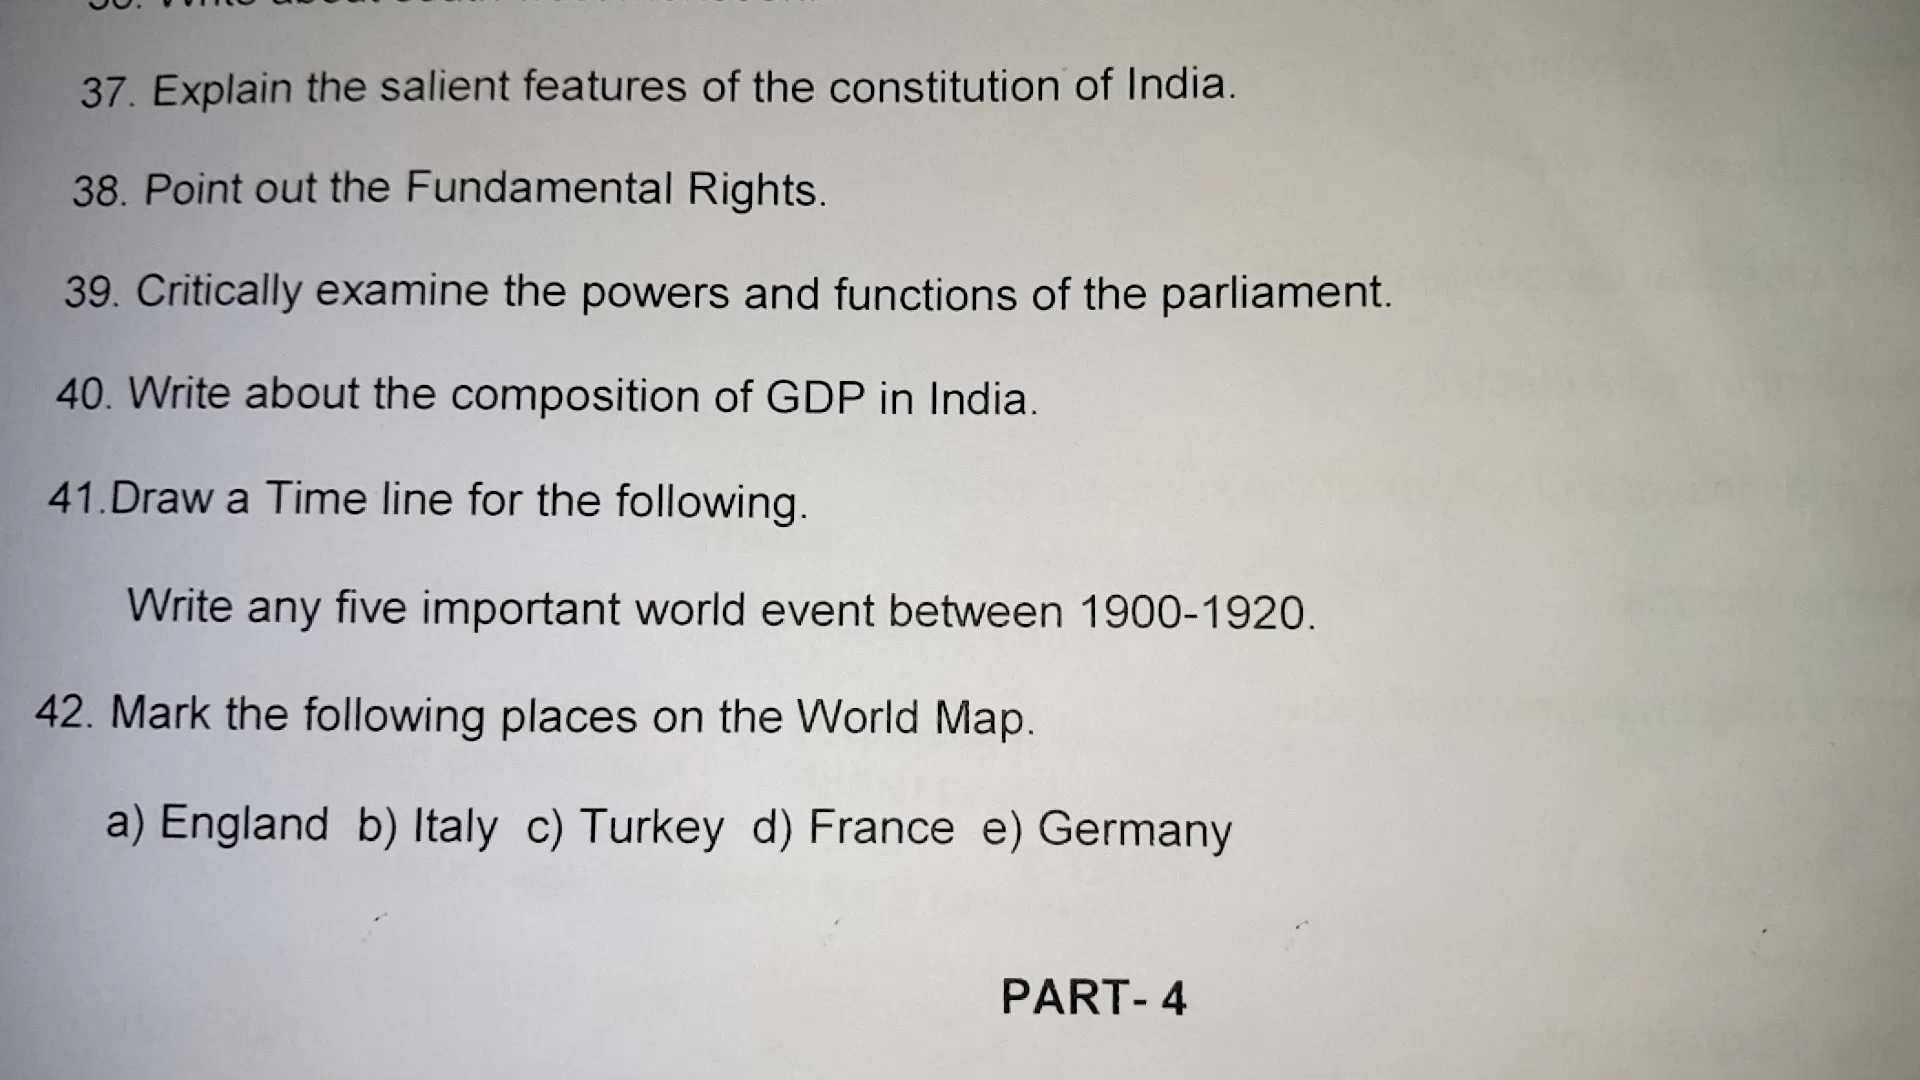 37. Explain the salient features of the constitution of India.
38. Point out the Fundamental Rights.
39. Critically examine the powers and functions of the parliament.
40. Write about the composition of GDP in India.
41.Draw a Time line for the following.
Write any five important world event between 1900-1920.
42. Mark the following places on the World Map.
a) England b) Italy c) Turkey d) France e) Germany
PART- 4